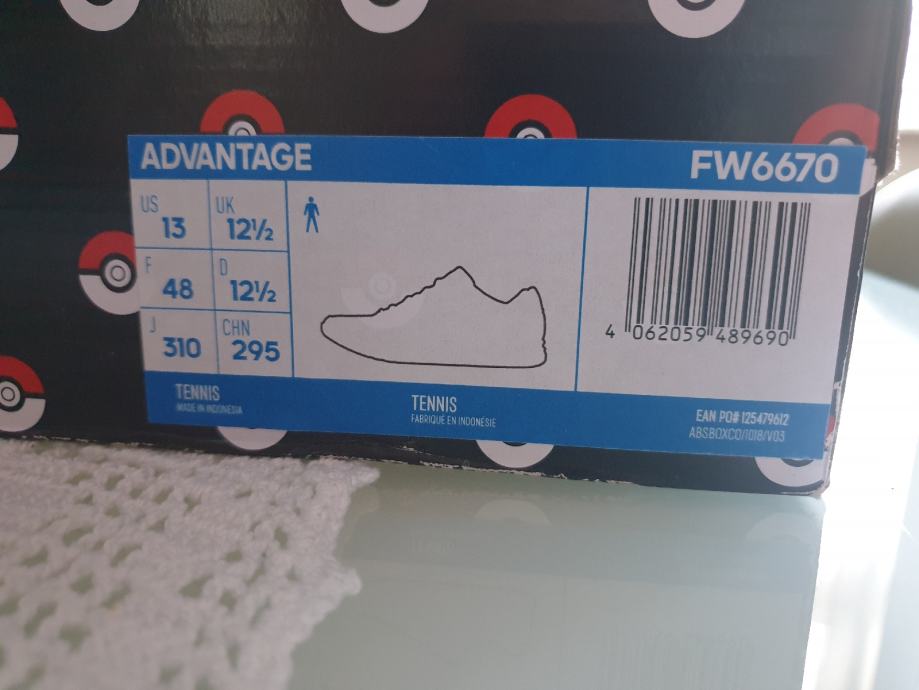 ADVANTAGE FW6670
US 13 UK 12½
F 48 D 12½
J 310 CHN 295
4 062059 489690
TENNIS
MADE IN INDONESIA
TENNIS
FABRIQUÉ EN INDONÉSIE
EAN PO# 125479612
ABSBOXCO/1018/V03